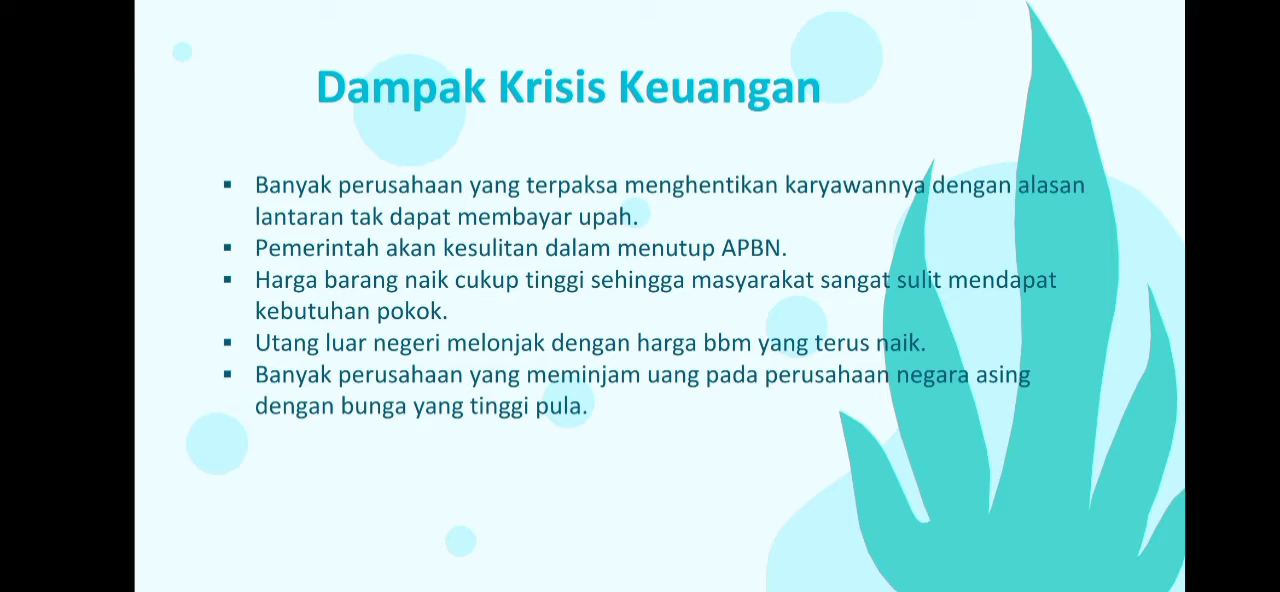 Dampak Krisis Keuangan
▪ Banyak perusahaan yang terpaksa menghentikan karyawannya dengan alasan
lantaran tak dapat membayar upah.
▪ Pemerintah akan kesulitan dalam menutup APBN.
▪ Harga barang naik cukup tinggi sehingga masyarakat sangat sulit mendapat
kebutuhan pokok.
▪ Utang luar negeri melonjak dengan harga bbm yang terus naik.
▪ Banyak perusahaan yang meminjam uang pada perusahaan negara asing
dengan bunga yang tinggi pula.